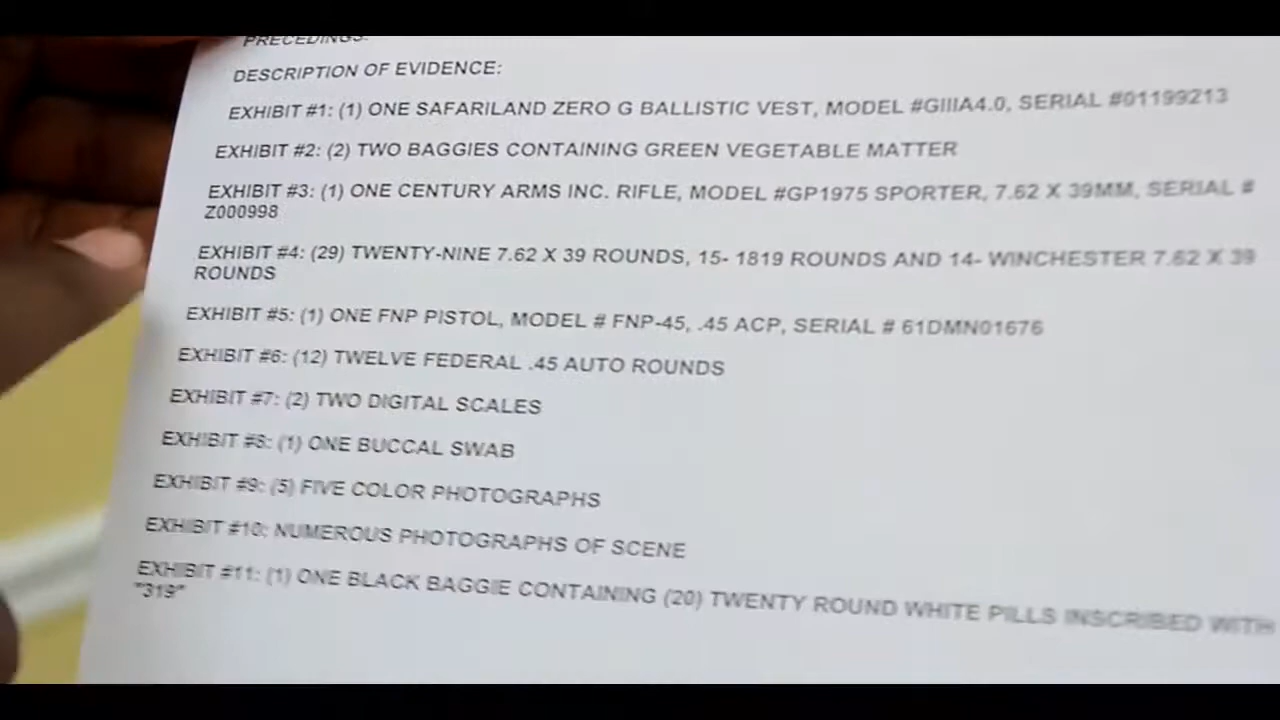 PRECEDINGS.
DESCRIPTION OF EVIDENCE:
EXHIBIT #1: (1) ONE SAFARILAND ZERO G BALLISTIC VEST, MODEL #GIIIA4.0, SERIAL #01199213
EXHIBIT #2: (2) TWO BAGGIES CONTAINING GREEN VEGETABLE MATTER
EXHIBIT #3: (1) ONE CENTURY ARMS INC. RIFLE, MODEL #GP1975 SPORTER, 7.62 X 39MM, SERIAL #
Z000998
EXHIBIT #4: (29) TWENTY-NINE 7.62 X 39 ROUNDS, 15- 1819 ROUNDS AND 14- WINCHESTER 7.62 X 39
ROUNDS
EXHIBIT #5: (1) ONE FNP PISTOL, MODEL # FNP-45, .45 ACP, SERIAL # 61DMN01676
EXHIBIT #6: (12) TWELVE FEDERAL .45 AUTO ROUNDS
EXHIBIT #7: (2) TWO DIGITAL SCALES
EXHIBIT #8: (1) ONE BUCCAL SWAB
EXHIBIT #9: (5) FIVE COLOR PHOTOGRAPHS
EXHIBIT #10: NUMEROUS PHOTOGRAPHS OF SCENE
EXHIBIT #11: (1) ONE BLACK BAGGIE CONTAINING (20) TWENTY ROUND WHITE PILLS INSCRIBED WITH
"319"